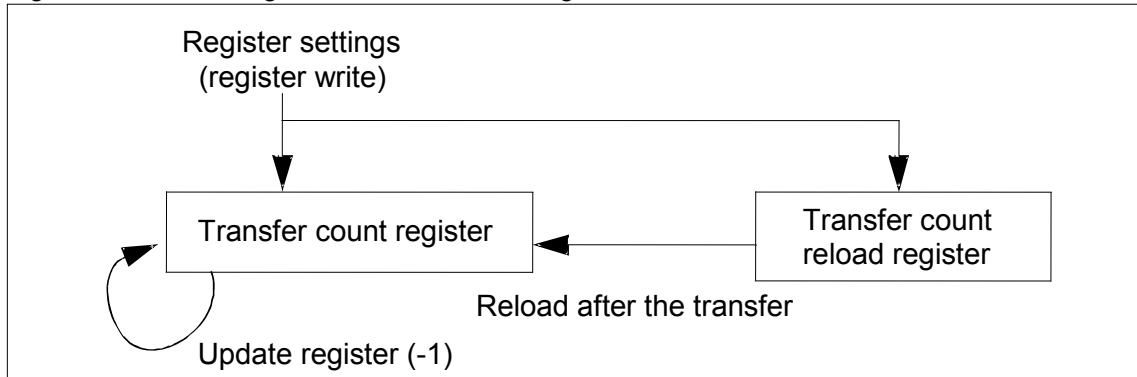 Register settings
(register write)
Transfer count register
Transfer count
reload register
Reload after the transfer
Update register (-1)